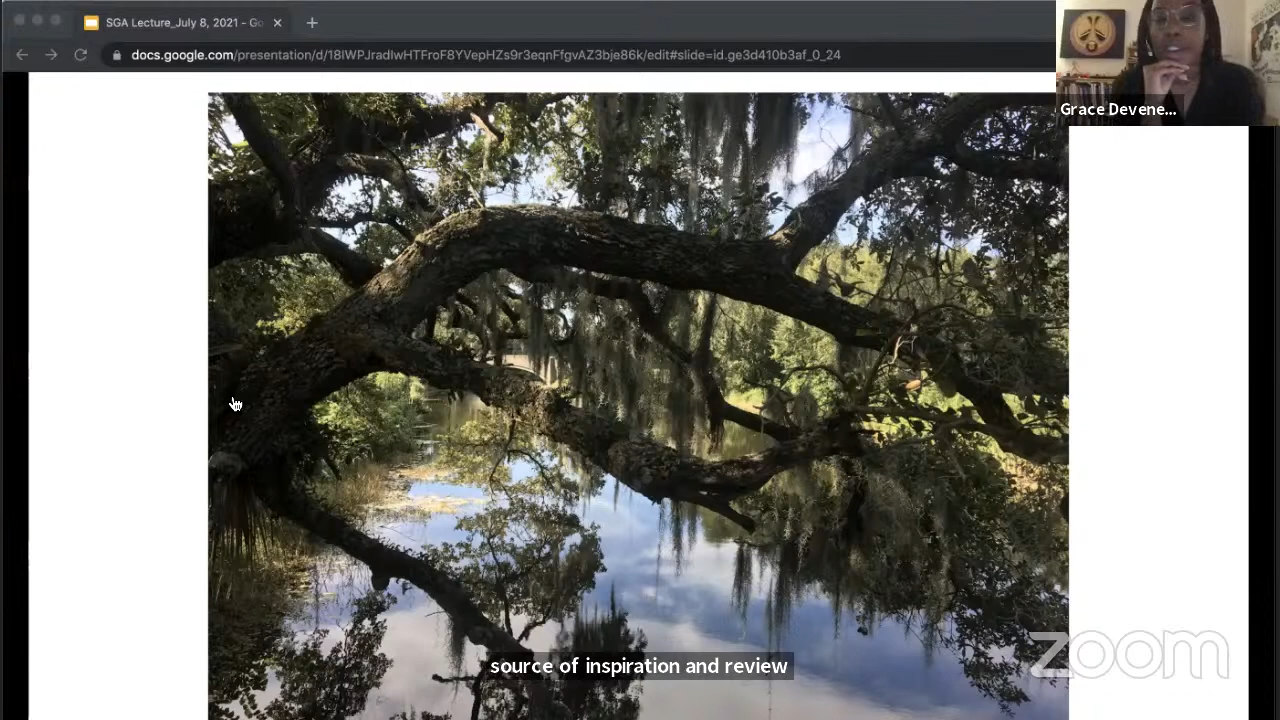 SGA Lecture_July 8, 2021 - Go
docs.google.com/presentation/d/18lWPJradlwHTFroF8YVepHZs9r3eqnFfgvAZ3bje86k/edit#slide=id.ge3d410b3af_0_24
Grace Devene...
source of inspiration and review
zoom